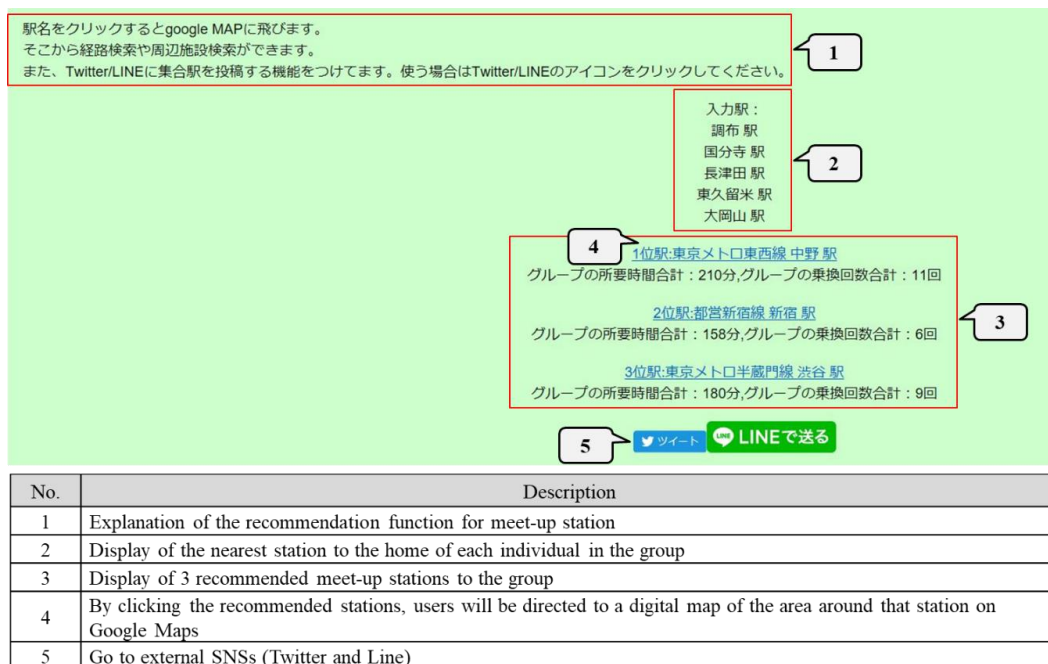 駅名をクリックするとgoogle MAPに飛びます。
そこから経路検索や周辺施設検索ができます。
また、Twitter/LINEに集合駅を投稿する機能をつけてます。使う場合はTwitter/LINEのアイコンをクリックしてください。
1
入力駅：
調布 駅
国分寺 駅
長津田 駅
東久留米 駅
大岡山 駅
2
4
1位駅:東京メトロ東西線 中野 駅
グループの所要時間合計：210分,グループの乗換回数合計：11回
2位駅:都営新宿線 新宿 駅
グループの所要時間合計：158分,グループの乗換回数合計：6回
3
3位駅:東京メトロ半蔵門線 渋谷 駅
グループの所要時間合計：180分,グループの乗換回数合計：9回
5
ツイート
LINE LINEで送る
No. Description
1 Explanation of the recommendation function for meet-up station
2 Display of the nearest station to the home of each individual in the group
3 Display of 3 recommended meet-up stations to the group
4 By clicking the recommended stations, users will be directed to a digital map of the area around that station on
Google Maps
5 Go to external SNSs (Twitter and Line)